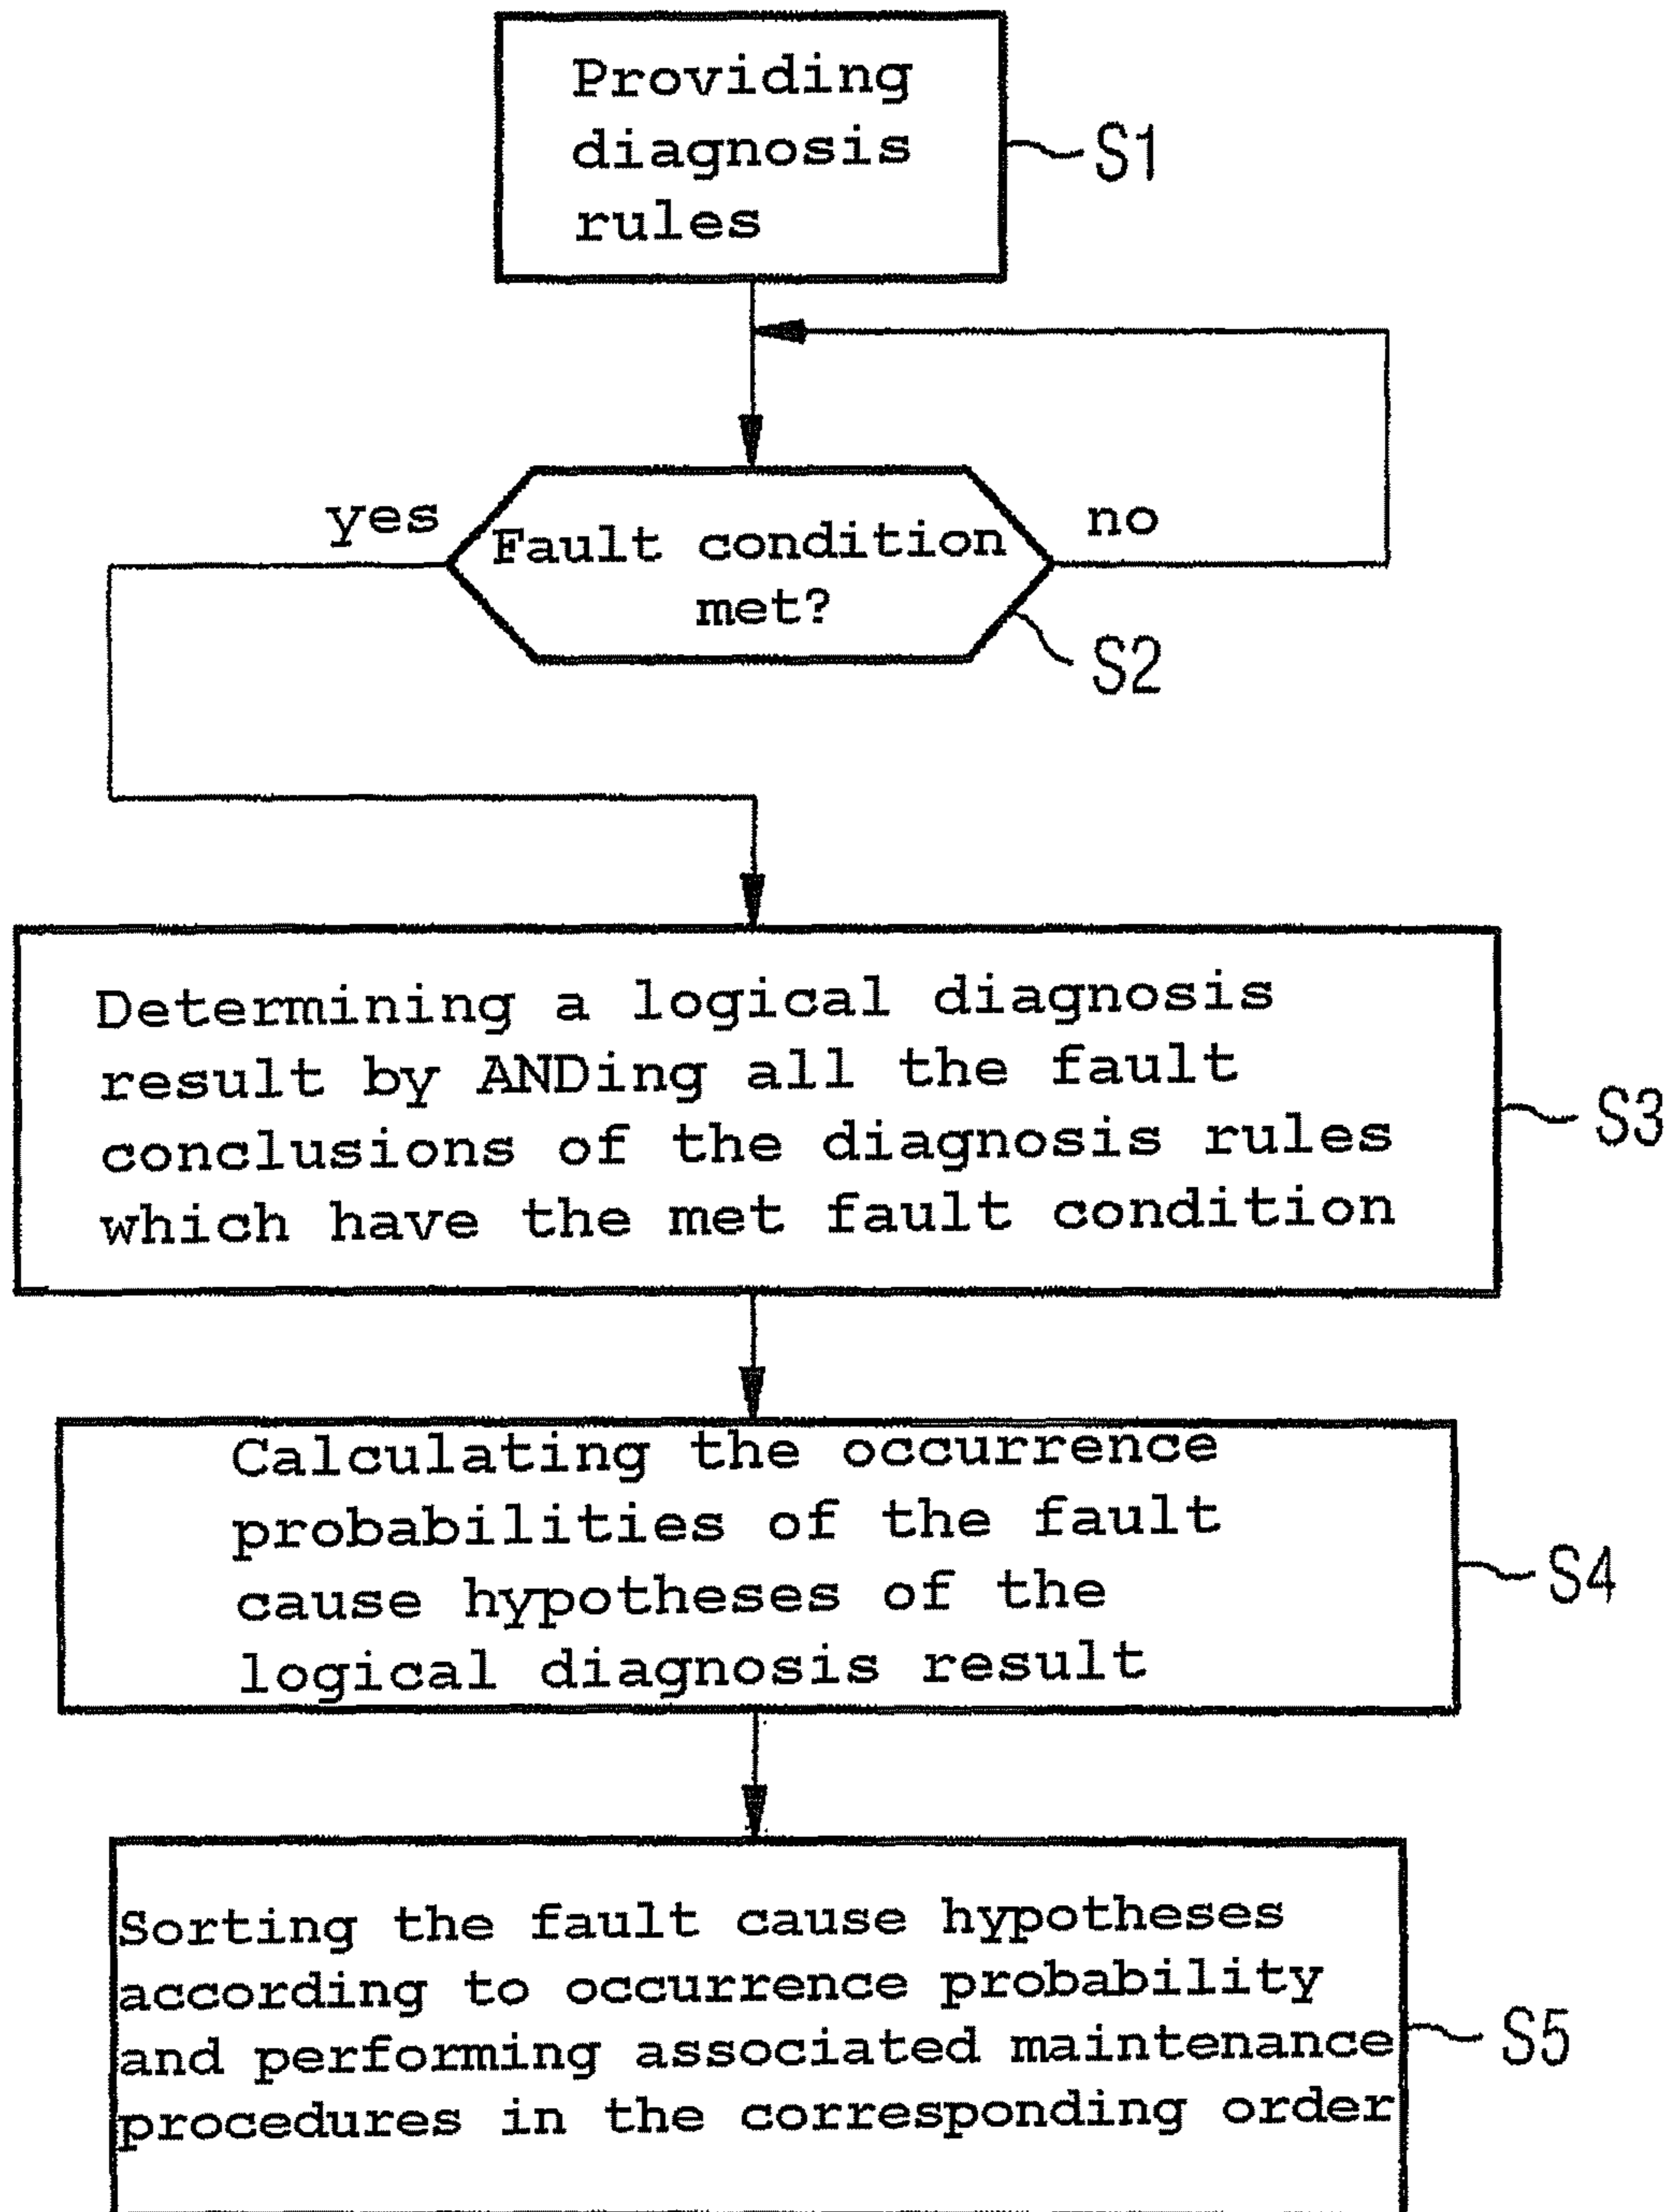 Providing
diagnosis
rules
S1
yes
no
Fault condition
met?
S2
Determining a logical diagnosis
result by ANDing all the fault
conclusions of the diagnosis rules
which have the met fault condition
S3
Calculating the occurrence
probabilities of the fault
cause hypotheses of the
logical diagnosis result
S4
Sorting the fault cause hypotheses
according to occurrence probability
and performing associated maintenance
procedures in the corresponding order
S5